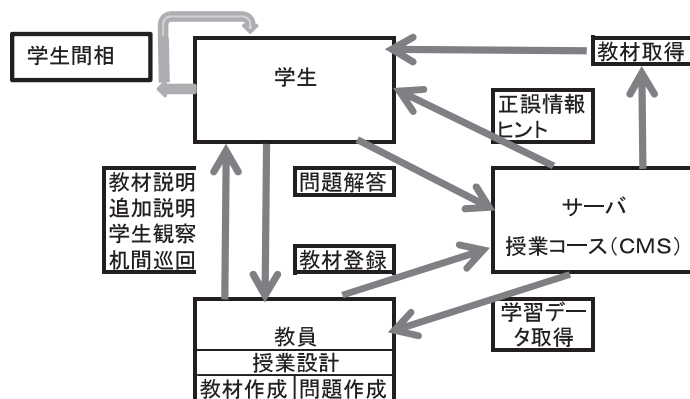 学生間相
学生
教材取得
正誤情報
ヒント
教材説明
追加説明
学生観察
机間巡回
問題解答
サーバ
授業コース（CMS）
教材登録
学習デー
タ取得
教員
授業設計
教材作成
問題作成